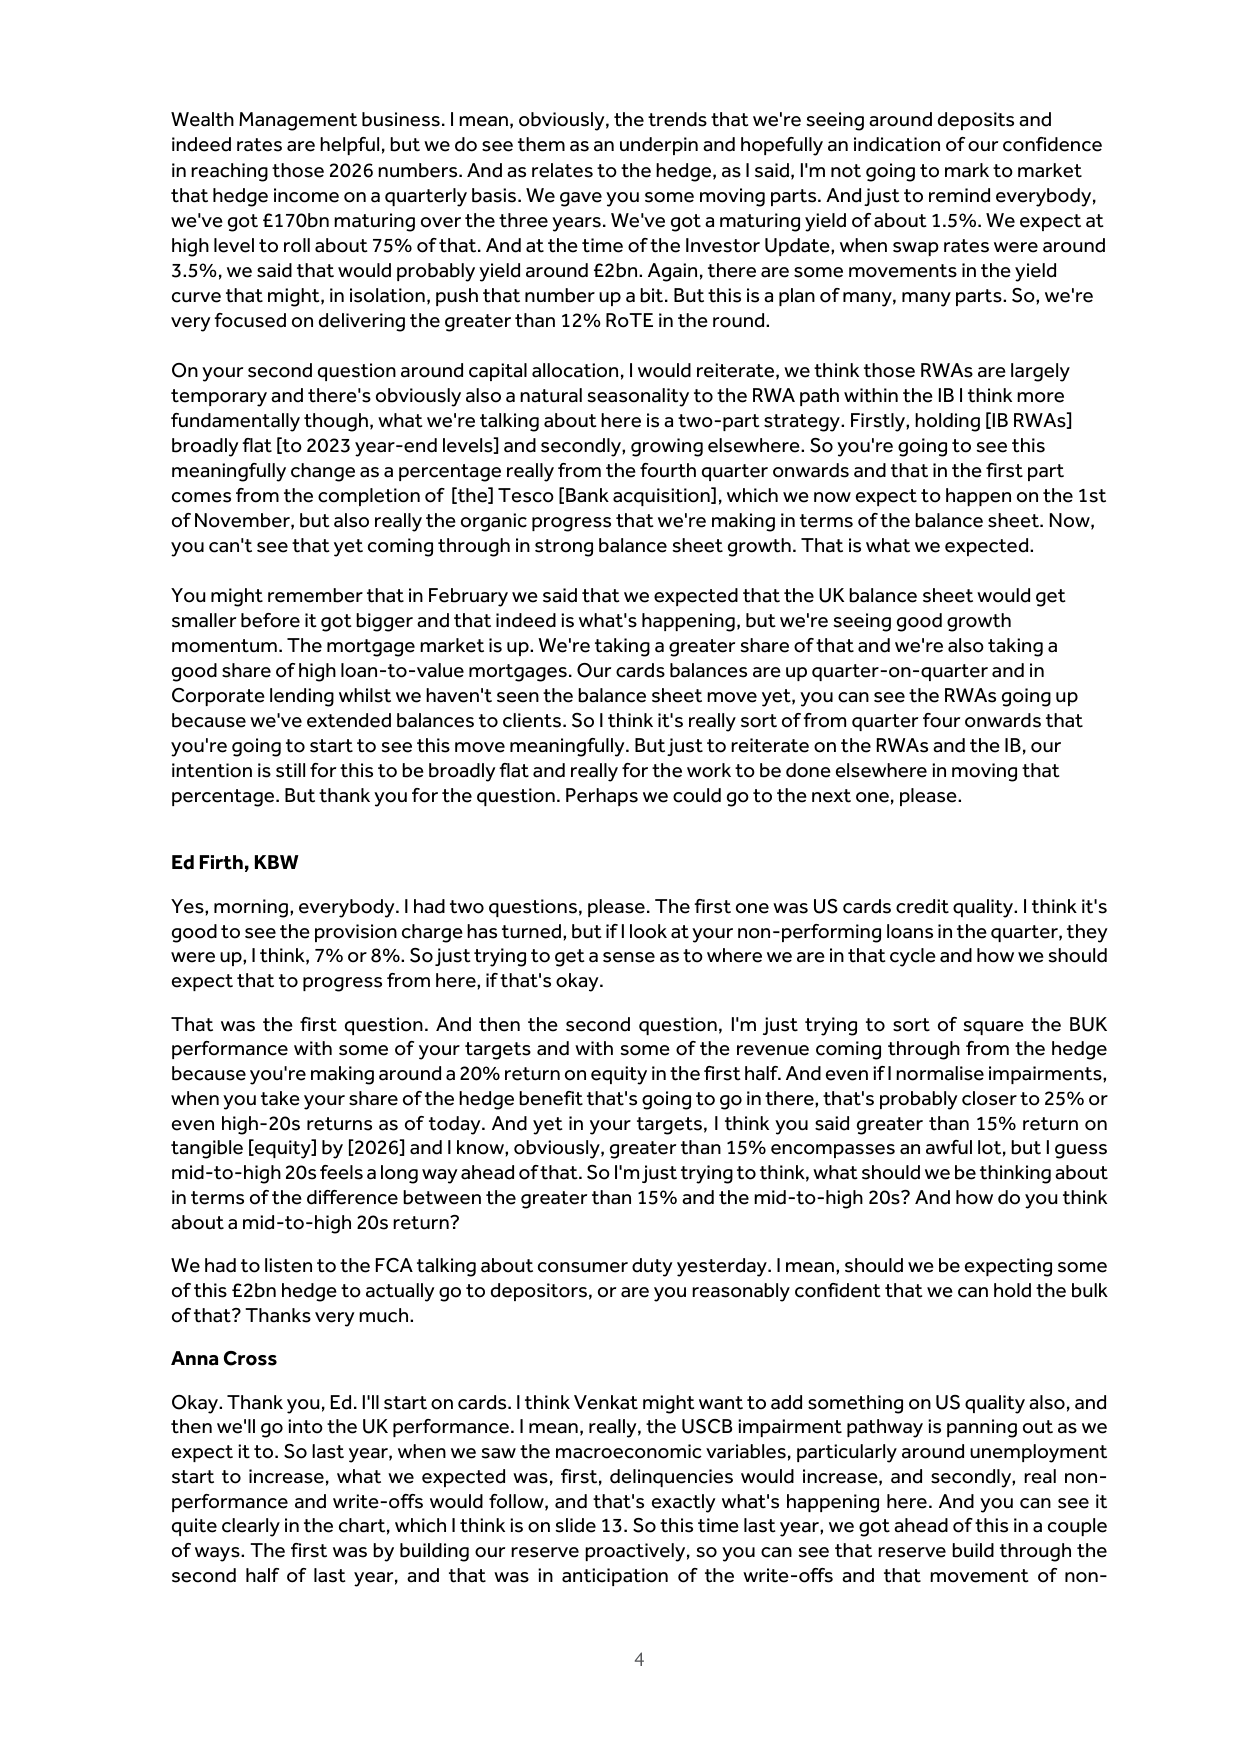 Wealth Management business. I mean, obviously, the trends that we're seeing around deposits and
indeed rates are helpful, but we do see them as an underpin and hopefully an indication of our confidence
in reaching those 2026 numbers. And as relates to the hedge, as I said, I'm not going to mark to market
that hedge income on a quarterly basis. We gave you some moving parts. And just to remind everybody,
we've got £170bn maturing over the three years. We've got a maturing yield of about 1.5%. We expect at
high level to roll about 75% of that. And at the time of the Investor Update, when swap rates were around
3.5%, we said that would probably yield around £2bn. Again, there are some movements in the yield
curve that might, in isolation, push that number up a bit. But this is a plan of many, many parts. So, we're
very focused on delivering the greater than 12% RoTE in the round.
On your second question around capital allocation, I would reiterate, we think those RWAs are largely
temporary and there's obviously also a natural seasonality to the RWA path within the IB I think more
fundamentally though, what we're talking about here is a two-part strategy. Firstly, holding [IB RWAs]
broadly flat [to 2023 year-end levels] and secondly, growing elsewhere. So you're going to see this
meaningfully change as a percentage really from the fourth quarter onwards and that in the first part
comes from the completion of [the] Tesco [Bank acquisition], which we now expect to happen on the 1st
of November, but also really the organic progress that we're making in terms of the balance sheet. Now,
you can't see that yet coming through in strong balance sheet growth. That is what we expected.
You might remember that in February we said that we expected that the UK balance sheet would get
smaller before it got bigger and that indeed is what's happening, but we're seeing good growth
momentum. The mortgage market is up. We're taking a greater share of that and we're also taking a
good share of high loan-to-value mortgages. Our cards balances are up quarter-on-quarter and in
Corporate lending whilst we haven't seen the balance sheet move yet, you can see the RWAs going up
because we've extended balances to clients. So I think it's really sort of from quarter four onwards that
you're going to start to see this move meaningfully. But just to reiterate on the RWAs and the IB, our
intention is still for this to be broadly flat and really for the work to be done elsewhere in moving that
percentage. But thank you for the question. Perhaps we could go to the next one, please.
Ed Firth, KBW
Yes, morning, everybody. I had two questions, please. The first one was US cards credit quality. I think it's
good to see the provision charge has turned, but if I look at your non-performing loans in the quarter, they
were up, I think, 7% or 8%. So just trying to get a sense as to where we are in that cycle and how we should
expect that to progress from here, if that's okay.
That was the first question. And then the second question, I'm just trying to sort of square the BUK
performance with some of your targets and with some of the revenue coming through from the hedge
because you're making around a 20% return on equity in the first half. And even if I normalise impairments,
when you take your share of the hedge benefit that's going to go in there, that's probably closer to 25% or
even high-20s returns as of today. And yet in your targets, I think you said greater than 15% return on
tangible [equity] by [2026] and I know, obviously, greater than 15% encompasses an awful lot, but I guess
mid-to-high 20s feels a long way ahead of that. So I'm just trying to think, what should we be thinking about
in terms of the difference between the greater than 15% and the mid-to-high 20s? And how do you think
about a mid-to-high 20s return?
We had to listen to the FCA talking about consumer duty yesterday. I mean, should we be expecting some
of this £2bn hedge to actually go to depositors, or are you reasonably confident that we can hold the bulk
of that? Thanks very much.
Anna Cross
Okay. Thank you, Ed. I'll start on cards. I think Venkat might want to add something on US quality also, and
then we'll go into the UK performance. I mean, really, the USCB impairment pathway is panning out as we
expect it to. So last year, when we saw the macroeconomic variables, particularly around unemployment
start to increase, what we expected was, first, delinquencies would increase, and secondly, real non-
performance and write-offs would follow, and that's exactly what's happening here. And you can see it
quite clearly in the chart, which I think is on slide 13. So this time last year, we got ahead of this in a couple
of ways. The first was by building our reserve proactively, so you can see that reserve build through the
second half of last year, and that was in anticipation of the write-offs and that movement of non-
4